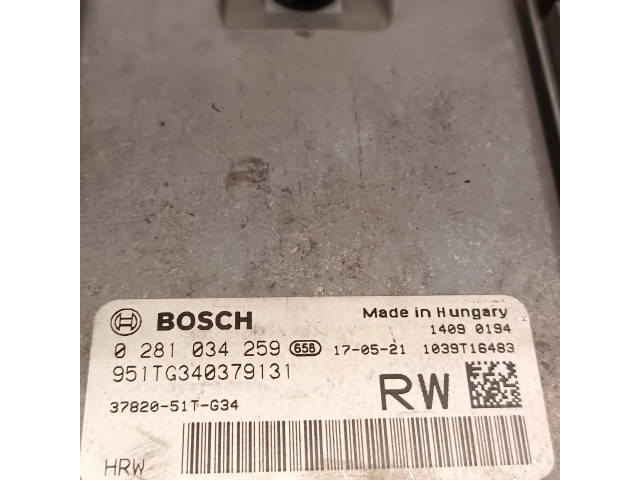 BOSCH Made in Hungary
1409 0194
0 281 034 259 658 17-05-21 1039T16483
951TG340379131
RW
37820-51T-G34
HRW